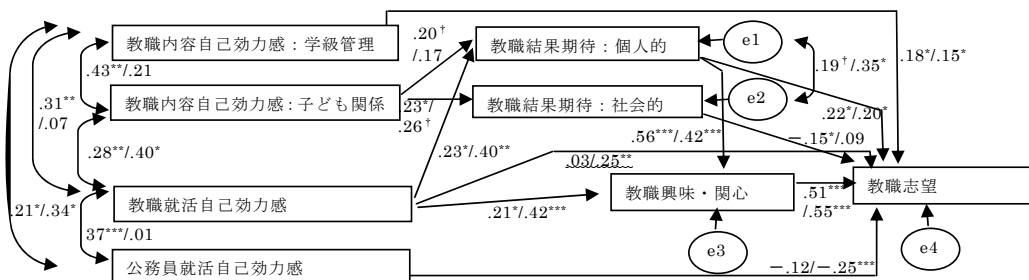 教職内容自己効力感：学級管理
.20†
/.17
教職結果期待：個人的
e1
.43**/.21
.19†/.35*
.18*/.15*
.31**
/.07
教職内容自己効力感：子ども関係
.23*/
.26†
教職結果期待：社会的
e2
.22*/.20*
.56***/.42***
－.15*/.09
.28**/.40*
.23*/.40**
.03/.25**
教職就活自己効力感
教職興味・関心
.51***
/.55***
教職志望
.21*/.34*
.21*/.42***
37***/.01
e3
e4
公務員就活自己効力感
－.12/－.25***